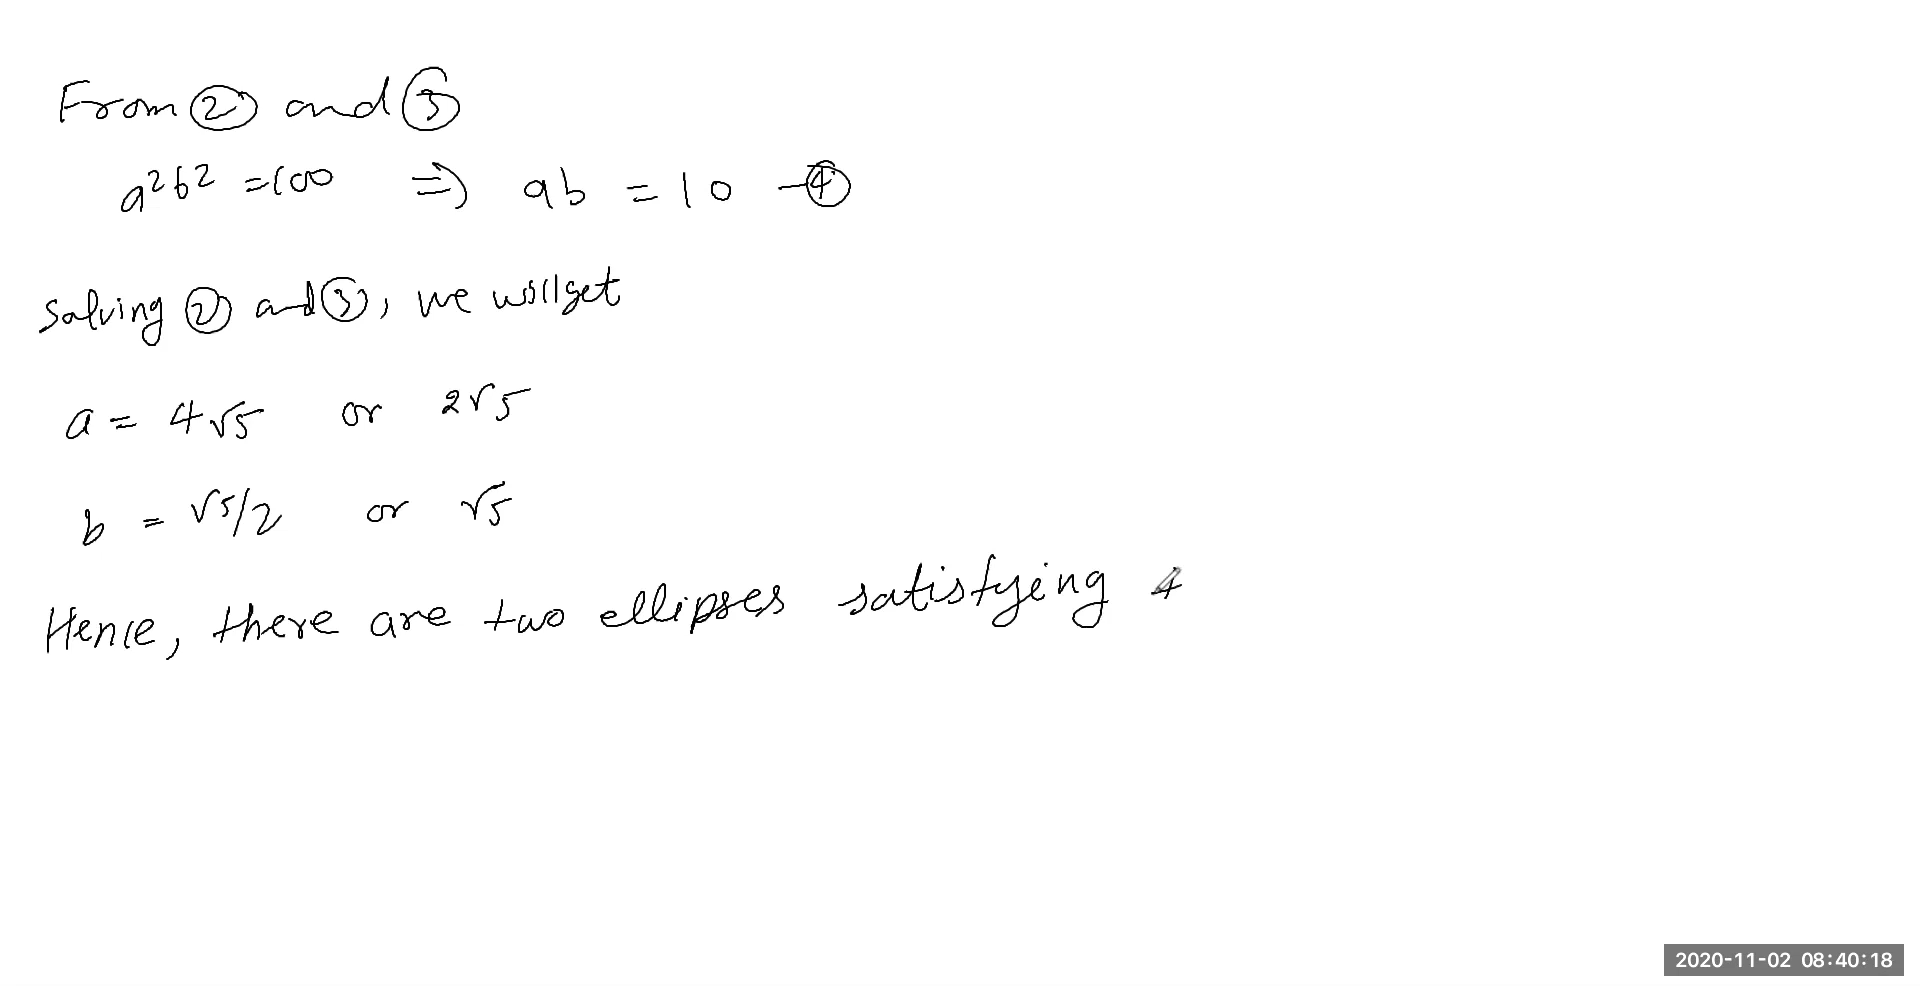 From ② and ③
a²b² = 100 ⇒ ab = 10 - ④
Solving ② and ③, we will get
a = 4√5 or 2√5
b = √5/2 or √5
Hence, there are two ellipses satisfying
2020-11-02 08:40:18